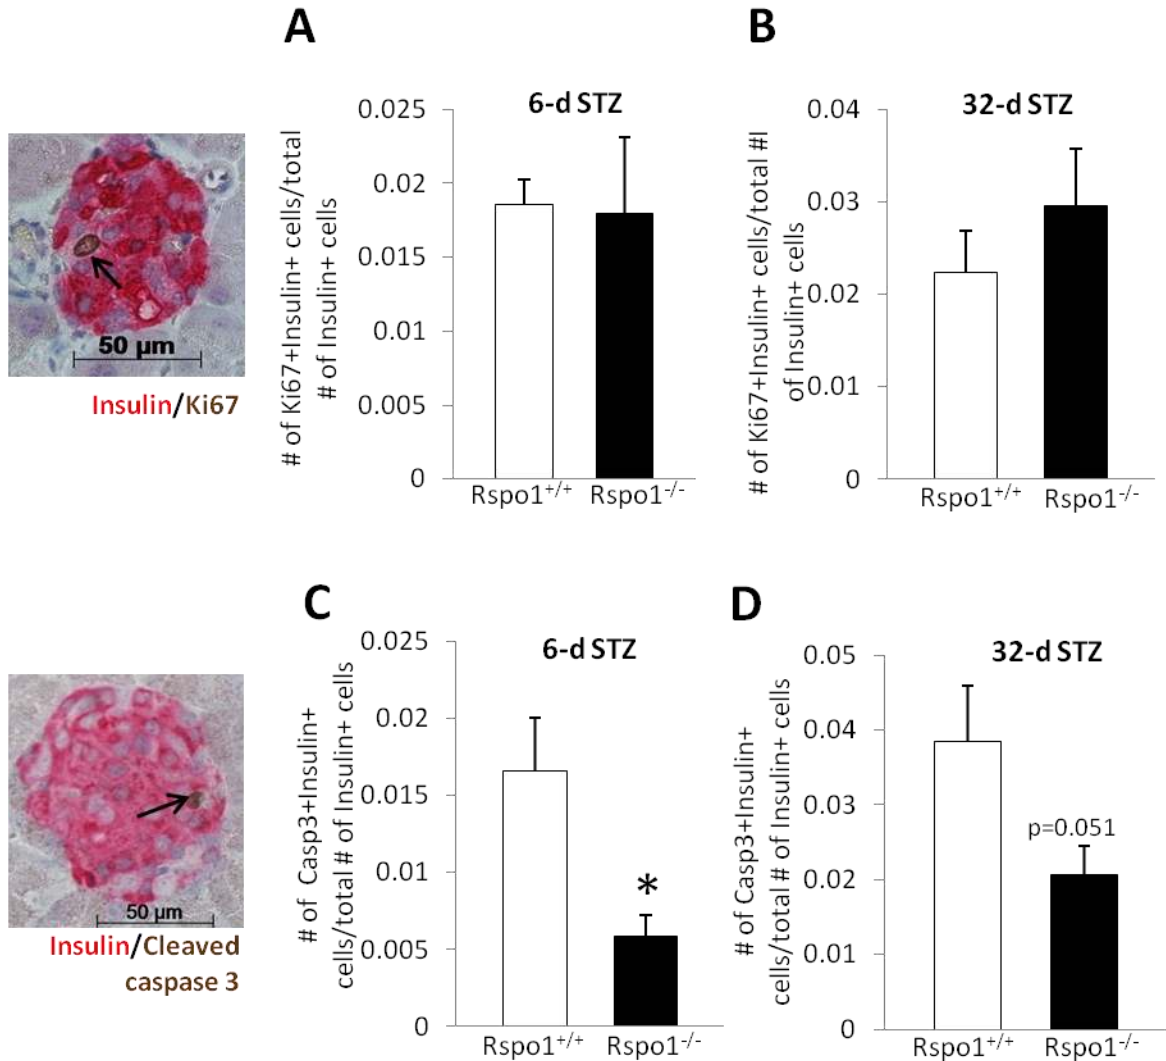 A
6-d STZ
# of Ki67+Insulin+ cells/total
# of Insulin+ cells
0.025
0.02
0.015
0.01
0.005
0
Rspo1+/+ Rspo1-/-
B
32-d STZ
# of Ki67+Insulin+ cells/total #I
of Insulin+ cells
0.04
0.03
0.02
0.01
0
Rspo1+/+ Rspo1-/-
50 µm
Insulin/Ki67
C
6-d STZ
# of Casp3+Insulin+
cells/total # of Insulin+ cells
0.025
0.02
0.015
0.01
0.005
0
*
Rspo1+/+ Rspo1-/-
D
32-d STZ
# of Casp3+Insulin+
cells/total # of Insulin+ cells
0.05
0.04
0.03
0.02
0.01
0
p=0.051
Rspo1+/+ Rspo1-/-
50 µm
Insulin/Cleaved
caspase 3